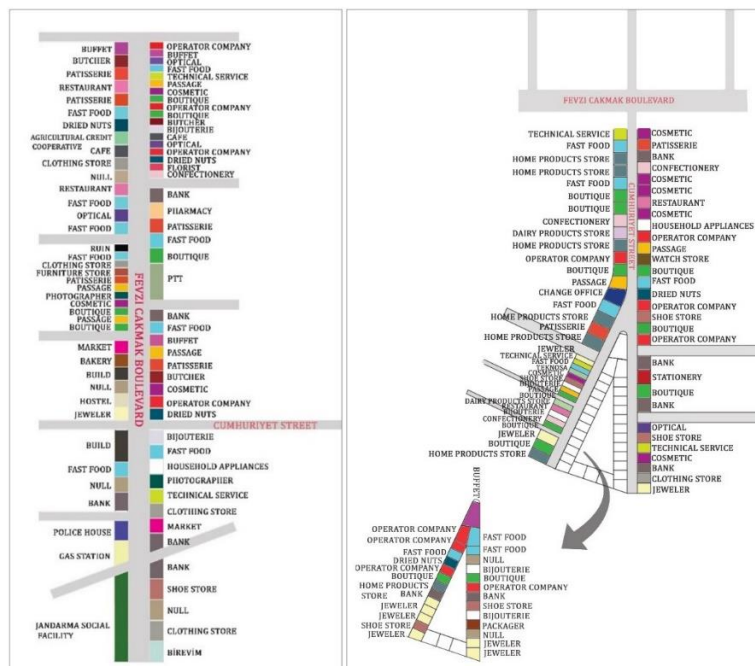 BUFFET
BUTCHER
PATISSERIE
RESTAURANT
PATISSERIE
FAST FOOD
DRIED NUTS
AGRICULTURAL CREDIT
COOPERATIVE
CAFE
CLOTHING STORE
NULL
RESTAURANT
FAST FOOD
OPTICAL
FAST FOOD
RUIN
FAST FOOD
CLOTHING STORE
FURNITURE STORE
PATISSERIE
PASSAGE
PHOTOGRAPHER
COSMETIC
BOUTIQUE
PASSAGE
BOUTIQUE
MARKET
BAKERY
BUILD
NULL
HOSTEL
JEWELER
BUILD
FAST FOOD
NULL
BANK
POLICE HOUSE
GAS STATION
JANDARMA SOCIAL
FACILITY
FEVZI CAKMAK BOULEVARD
OPERATOR COMPANY
BUFFET
OPTICAL
FAST FOOD
TECHNICAL SERVICE
PASSAGE
COSMETIC
BOUTIQUE
OPERATOR COMPANY
BOUTIQUE
BUTCHER
BIJOUTERIE
CAFE
OPTICAL
OPERATOR COMPANY
DRIED NUTS
FLORIST
CONFECTIONERY
BANK
PHARMACY
PATISSERIE
FAST FOOD
BOUTIQUE
PTT
BANK
FAST FOOD
BUFFET
PASSAGE
PATISSERIE
BUTCHER
COSMETIC
OPERATOR COMPANY
DRIED NUTS
CUMHURIYET STREET
BIJOUTERIE
FAST FOOD
HOUSEHOLD APPLIANCES
PHOTOGRAPHER
TECHNICAL SERVICE
CLOTHING STORE
MARKET
BANK
BANK
SHOE STORE
NULL
CLOTHING STORE
BİREVİM
FEVZI CAKMAK BOULEVARD
TECHNICAL SERVICE
FAST FOOD
HOME PRODUCTS STORE
HOME PRODUCTS STORE
FAST FOOD
BOUTIQUE
BOUTIQUE
CONFECTIONERY
DAIRY PRODUCTS STORE
HOME PRODUCTS STORE
OPERATOR COMPANY
BOUTIQUE
PASSAGE
CHANGE OFFICE
FAST FOOD
HOME PRODUCTS STORE
PATISSERIE
HOME PRODUCTS STORE
JEWELER
TECHNICAL SERVICE
FAST FOOD
TEKNOSA
COSMETIC
SHOE STORE
BIJOUTERIE
PASSAGE
BOUTIQUE
DAIRY PRODUCTS STORE
RESTAURANT
BIJOUTERIE
CONFECTIONERY
BOUTIQUE
JEWELER
BOUTIQUE
HOME PRODUCTS STORE
CUMHURIYET STREET
COSMETIC
PATISSERIE
BANK
CONFECTIONERY
COSMETIC
COSMETIC
RESTAURANT
COSMETIC
HOUSEHOLD APPLIANCES
OPERATOR COMPANY
PASSAGE
WATCH STORE
BOUTIQUE
FAST FOOD
DRIED NUTS
OPERATOR COMPANY
SHOE STORE
BOUTIQUE
OPERATOR COMPANY
BANK
STATIONERY
BOUTIQUE
BANK
OPTICAL
SHOE STORE
TECHNICAL SERVICE
COSMETIC
BANK
CLOTHING STORE
JEWELER
BUFFET
OPERATOR COMPANY
OPERATOR COMPANY
FAST FOOD
DRIED NUTS
OPERATOR COMPANY
BOUTIQUE
HOME PRODUCTS
STORE
BANK
JEWELER
JEWELER
SHOE STORE
JEWELER
FAST FOOD
FAST FOOD
NULL
BIJOUTERIE
BOUTIQUE
OPERATOR COMPANY
BANK
SHOE STORE
BIJOUTERIE
PACKAGER
NULL
JEWELER
JEWELER